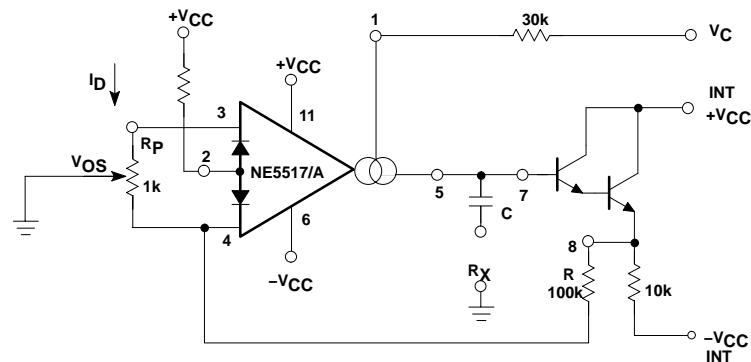 +VCC
1
30k
VC
ID
+VCC
INT
+VCC
3
11
RP
VOS
2
NE5517/A
1k
5
7
C
4
6
8
−VCC
RX
R
100k
10k
−VCC
INT